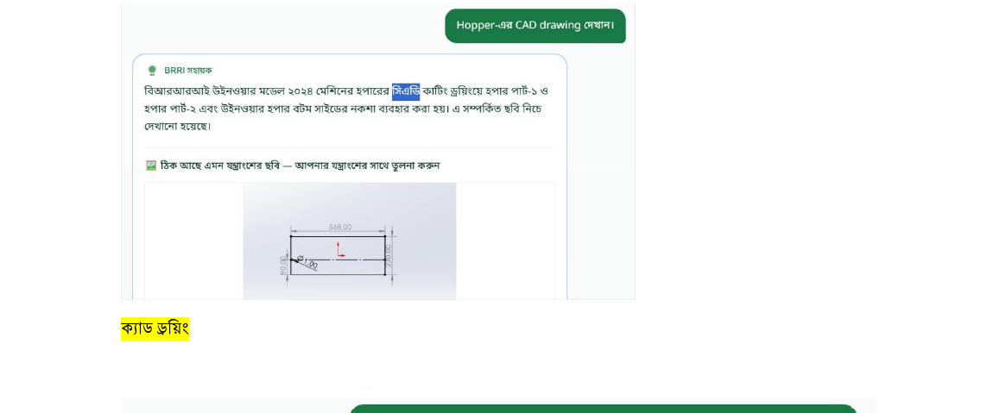 Hopper-এর CAD drawing দেখান।
BRRI সহায়ক
বিআরআরআই উইনওয়ার মডেল ২০২৪ মেশিনের হপারের সিএডি কাটিং ড্রয়িংয়ে হপার পার্ট-১ ও
হপার পার্ট-২ এবং উইনওয়ার হপার বটম সাইডের নকশা ব্যবহার করা হয়। এ সম্পর্কিত ছবি নিচে
দেখানো হয়েছে।
ঠিক আছে এমন যন্ত্রাংশের ছবি — আপনার যন্ত্রাংশের সাথে তুলনা করুন
568.00
90.00
Ø1.00
230.00
ক্যাড ড্রয়িং